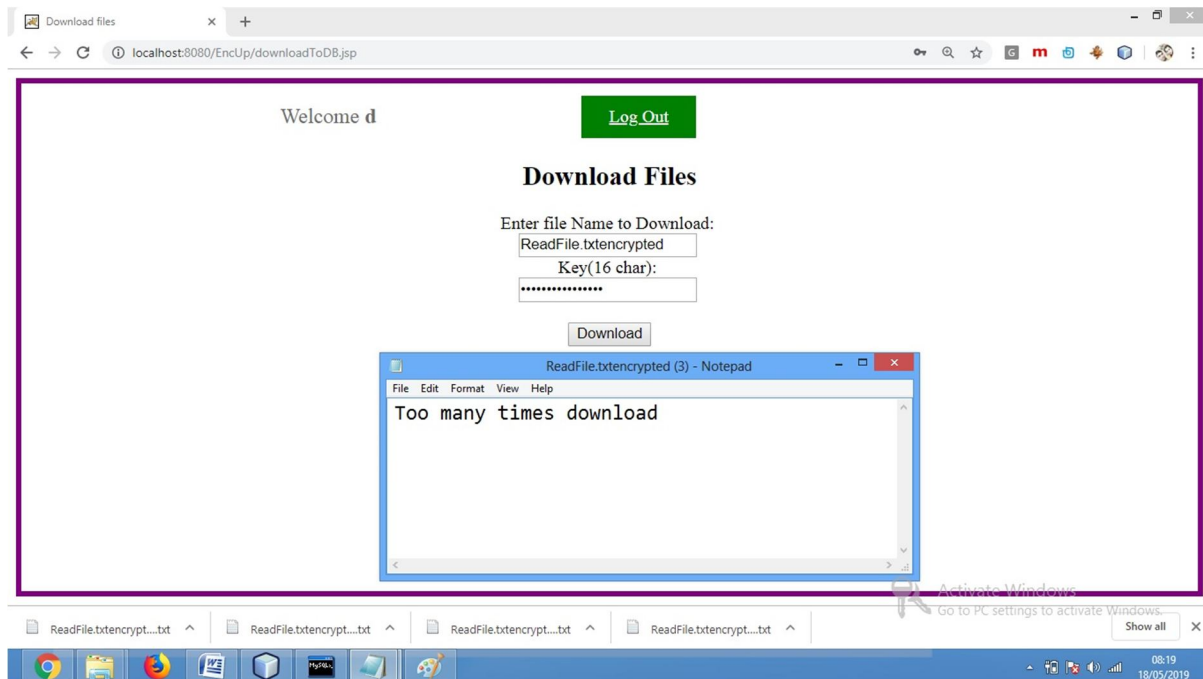 Download files
localhost:8080/EncUp/downloadToDB.jsp
Welcome d
Log Out
Download Files
Enter file Name to Download:
ReadFile.txtencrypted
Key(16 char):
••••••••••••••••
Download
ReadFile.txtencrypted (3) - Notepad
File Edit Format View Help
Too many times download
Activate Windows
Go to PC settings to activate Windows.
ReadFile.txtencrypt....txt ReadFile.txtencrypt....txt ReadFile.txtencrypt....txt ReadFile.txtencrypt....txt Show all
08:19
18/05/2019